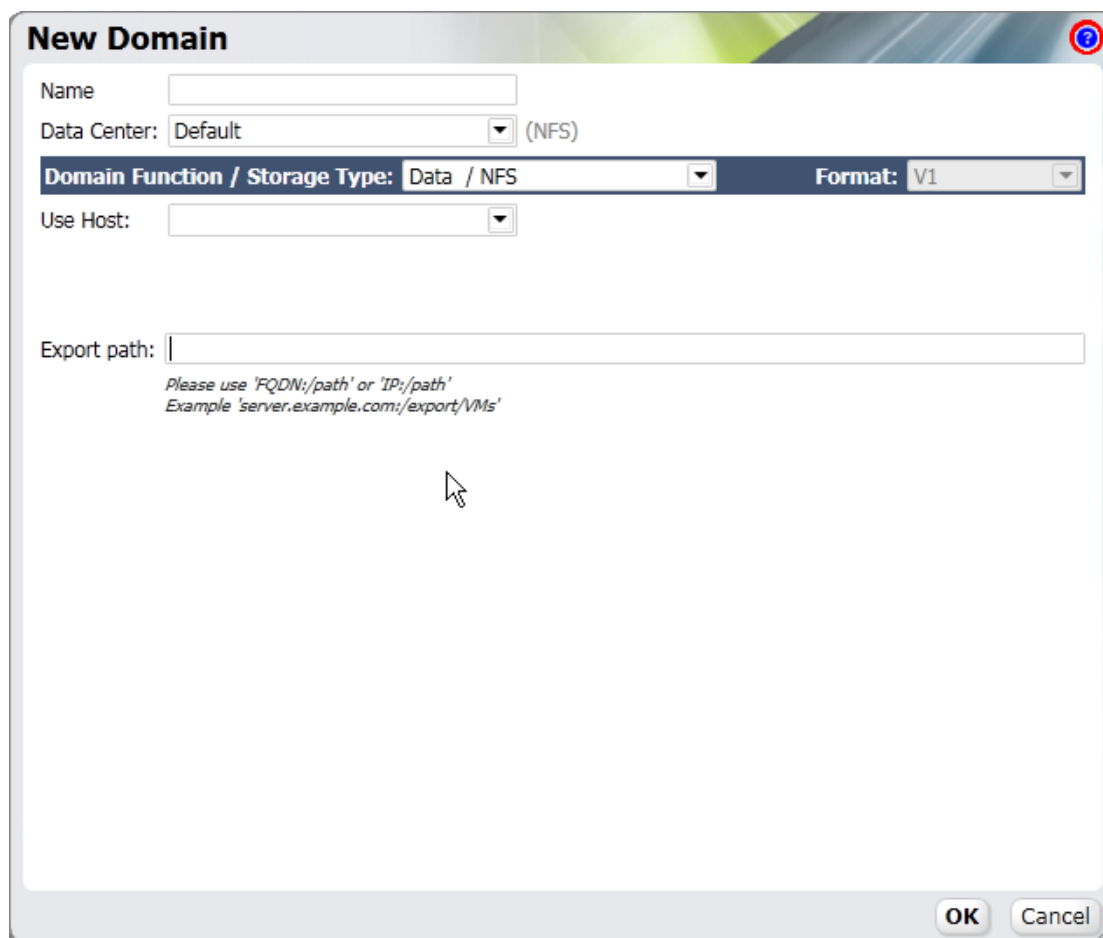 New Domain
?
Name
Data Center: Default (NFS)
Domain Function / Storage Type: Data / NFS Format: V1
Use Host:
Export path:
Please use 'FQDN:/path' or 'IP:/path'
Example 'server.example.com:/export/VMs'
OK Cancel